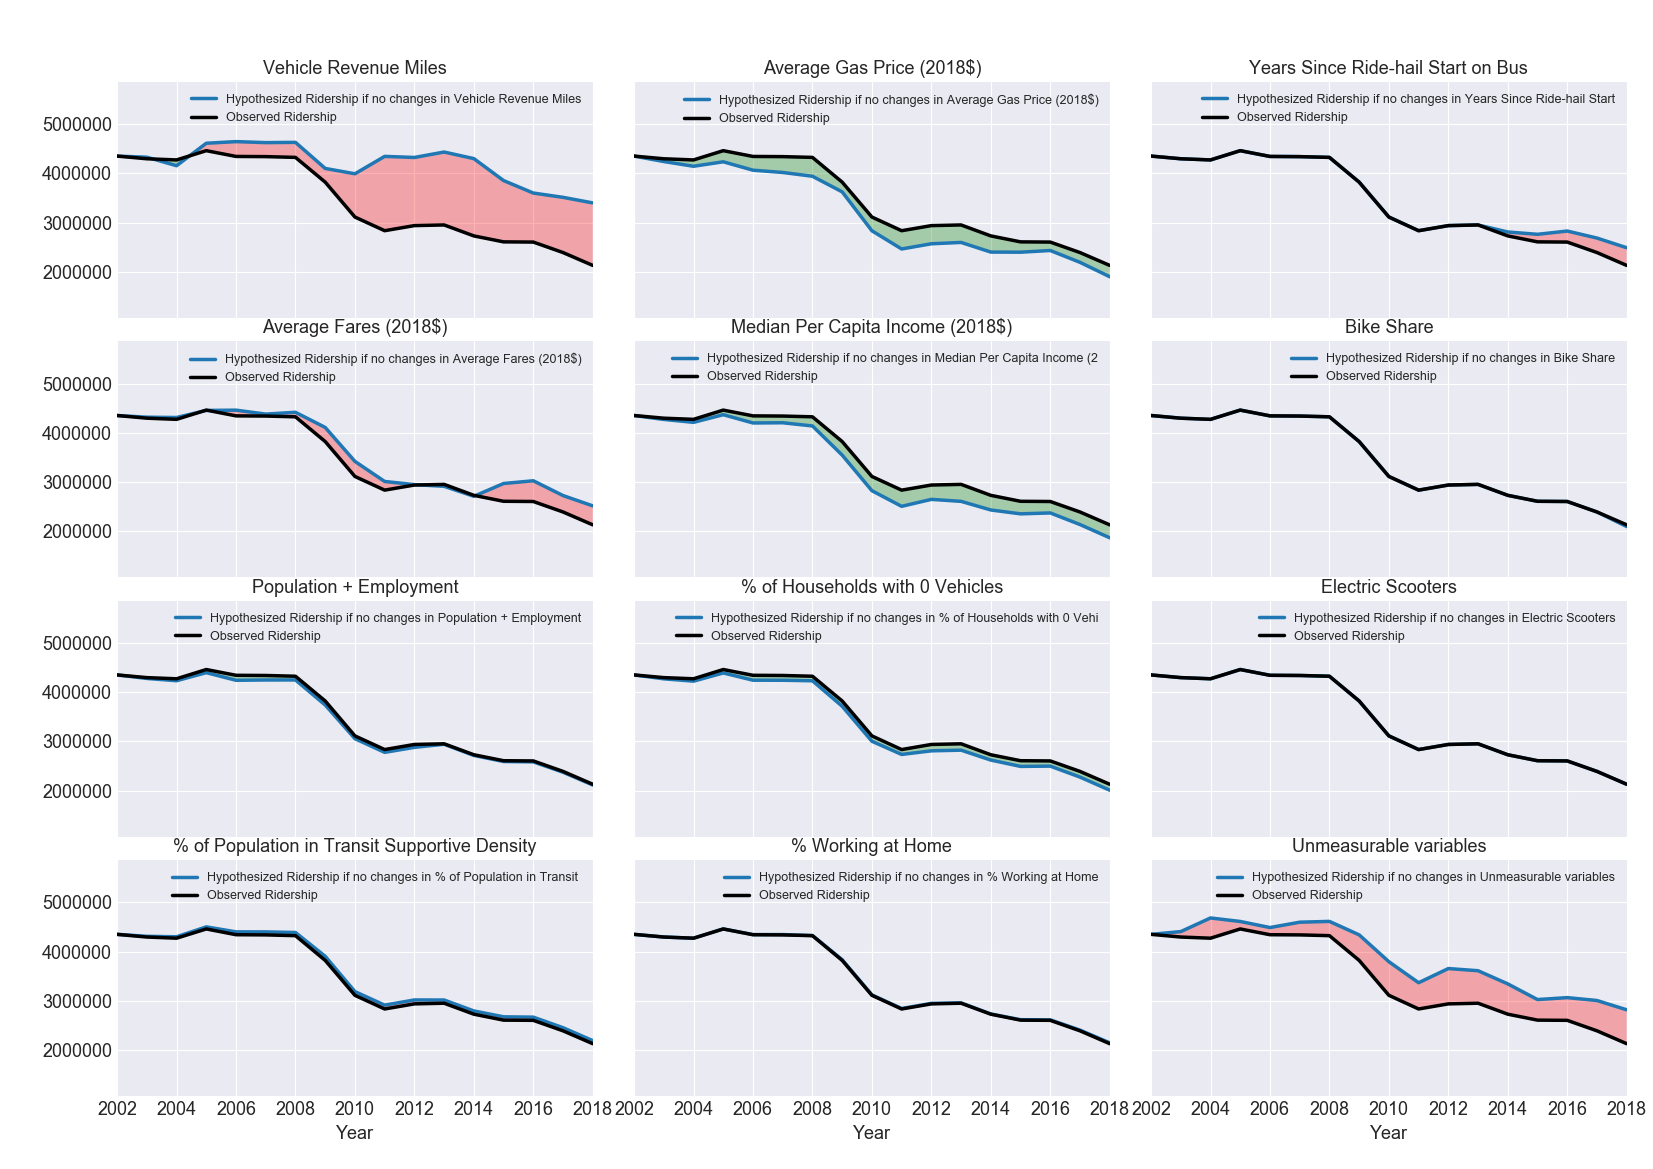 Vehicle Revenue Miles
Hypothesized Ridership if no changes in Vehicle Revenue Miles
Observed Ridership
5000000
4000000
3000000
2000000
Average Gas Price (2018$)
Hypothesized Ridership if no changes in Average Gas Price (2018$)
Observed Ridership
Years Since Ride-hail Start on Bus
Hypothesized Ridership if no changes in Years Since Ride-hail Start
Observed Ridership
Average Fares (2018$)
Hypothesized Ridership if no changes in Average Fares (2018$)
Observed Ridership
5000000
4000000
3000000
2000000
Median Per Capita Income (2018$)
Hypothesized Ridership if no changes in Median Per Capita Income (2
Observed Ridership
Bike Share
Hypothesized Ridership if no changes in Bike Share
Observed Ridership
Population + Employment
Hypothesized Ridership if no changes in Population + Employment
Observed Ridership
5000000
4000000
3000000
2000000
% of Households with 0 Vehicles
Hypothesized Ridership if no changes in % of Households with 0 Vehi
Observed Ridership
Electric Scooters
Hypothesized Ridership if no changes in Electric Scooters
Observed Ridership
% of Population in Transit Supportive Density
Hypothesized Ridership if no changes in % of Population in Transit
Observed Ridership
5000000
4000000
3000000
2000000
2002 2004 2006 2008 2010 2012 2014 2016 2018
Year
% Working at Home
Hypothesized Ridership if no changes in % Working at Home
Observed Ridership
2002 2004 2006 2008 2010 2012 2014 2016 2018
Year
Unmeasurable variables
Hypothesized Ridership if no changes in Unmeasurable variables
Observed Ridership
2002 2004 2006 2008 2010 2012 2014 2016 2018
Year